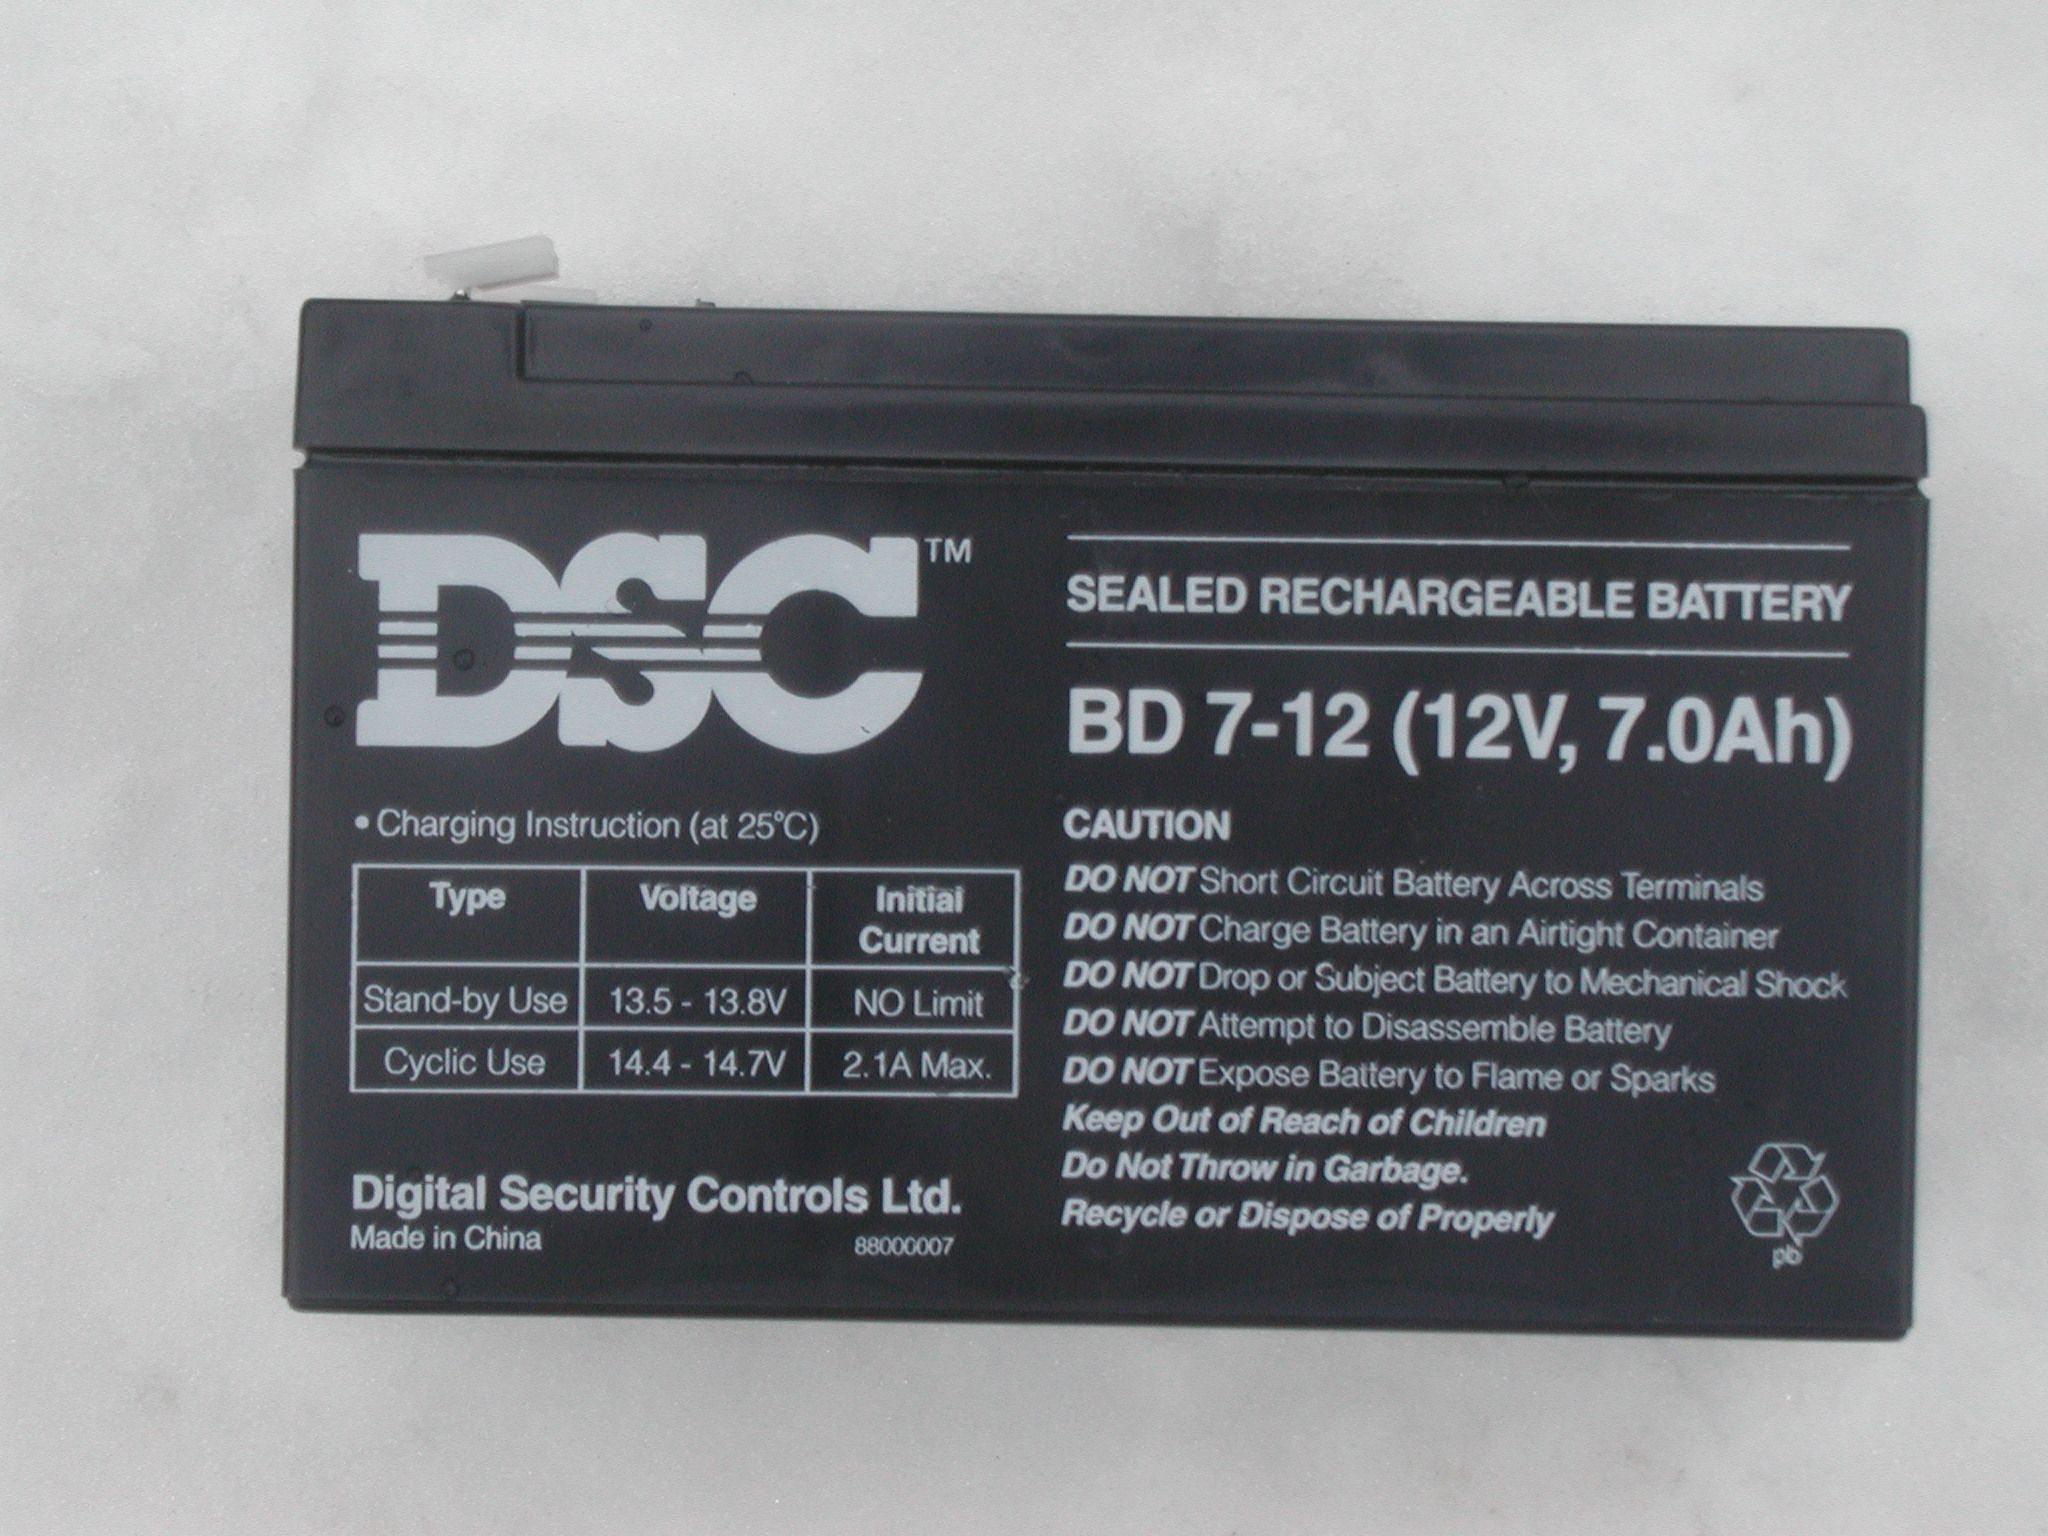 DSC™
SEALED RECHARGEABLE BATTERY
BD 7-12 (12V, 7.0Ah)
• Charging Instruction (at 25°C)
Type Voltage Initial Current
Stand-by Use 13.5 - 13.8V NO Limit
Cyclic Use 14.4 - 14.7V 2.1A Max.
Digital Security Controls Ltd.
Made in China 88000007
CAUTION
DO NOT Short Circuit Battery Across Terminals
DO NOT Charge Battery in an Airtight Container
DO NOT Drop or Subject Battery to Mechanical Shock
DO NOT Attempt to Disassemble Battery
DO NOT Expose Battery to Flame or Sparks
Keep Out of Reach of Children
Do Not Throw in Garbage.
Recycle or Dispose of Properly
pb